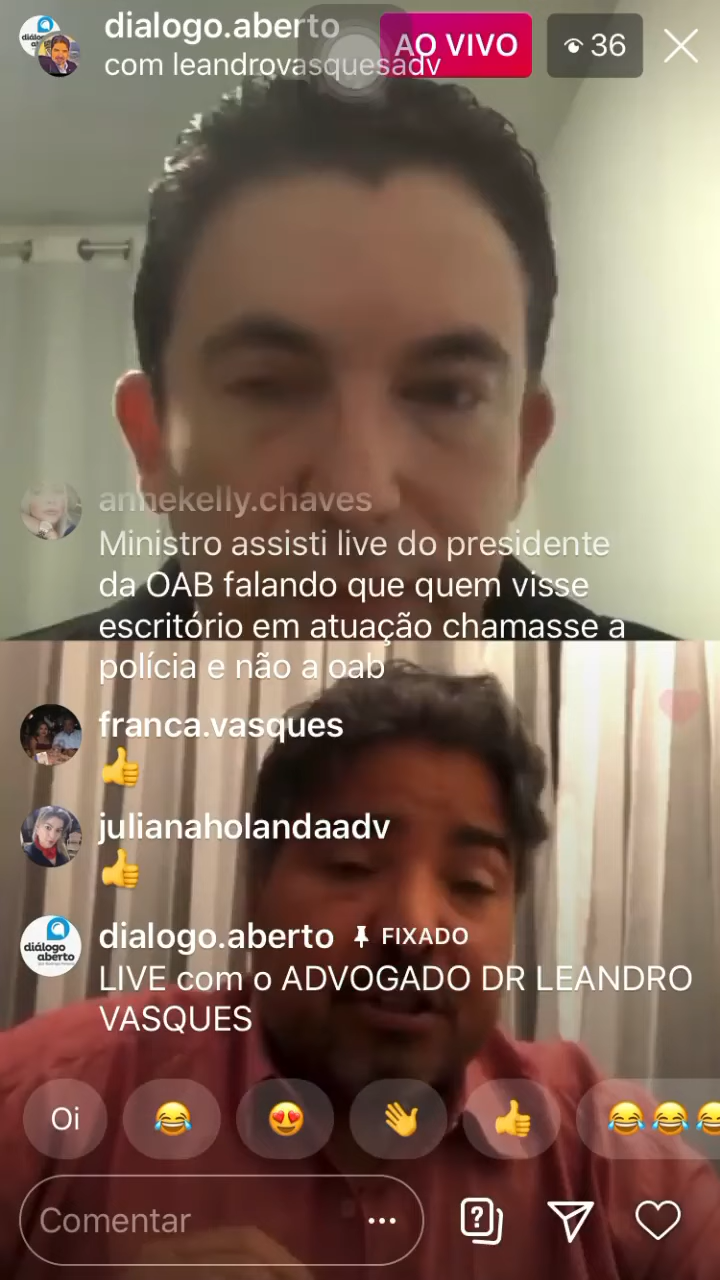 dialogo.aberto
com leandrovasquesadv
AO VIVO
36
annekelly.chaves
Ministro assisti live do presidente
da OAB falando que quem visse
escritório em atuação chamasse a
polícia e não a oab
franca.vasques
👍
julianaholandaadv
👍
diálogo
aberto
dialogo.aberto FIXADO
LIVE com o ADVOGADO DR LEANDRO
VASQUES
Oi 😂 😍 👋 👍 😂😂😂
Comentar ...